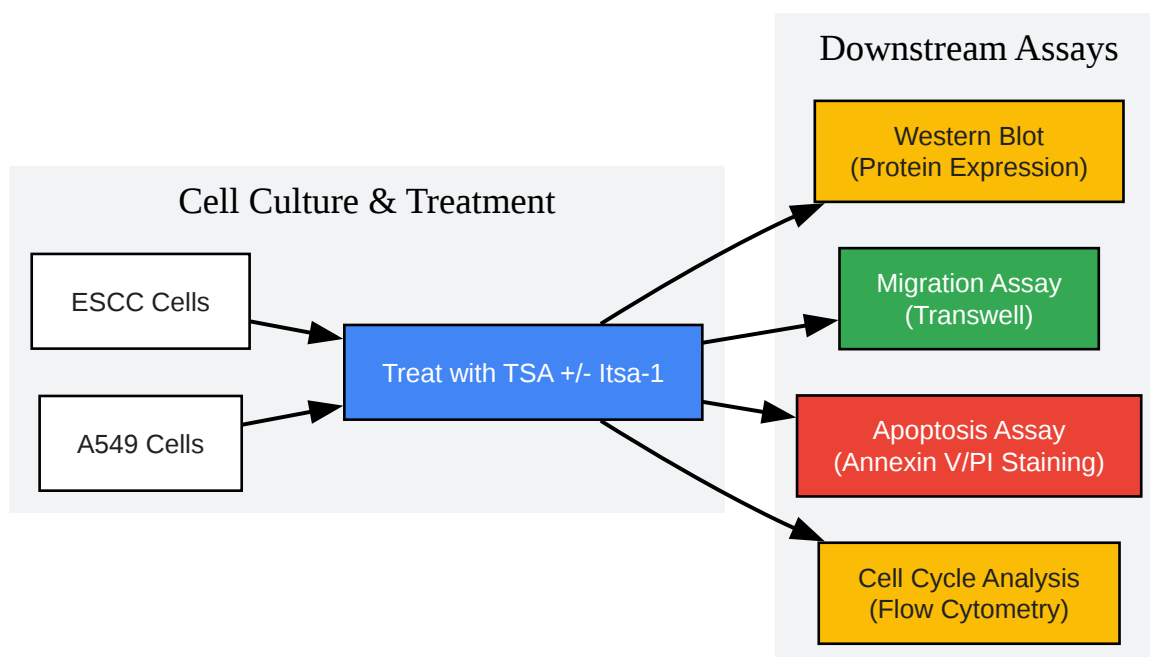 Cell Culture & Treatment
ESCC Cells
A549 Cells
Treat with TSA +/- Itsa-1
Downstream Assays
Western Blot
(Protein Expression)
Migration Assay
(Transwell)
Apoptosis Assay
(Annexin V/PI Staining)
Cell Cycle Analysis
(Flow Cytometry)